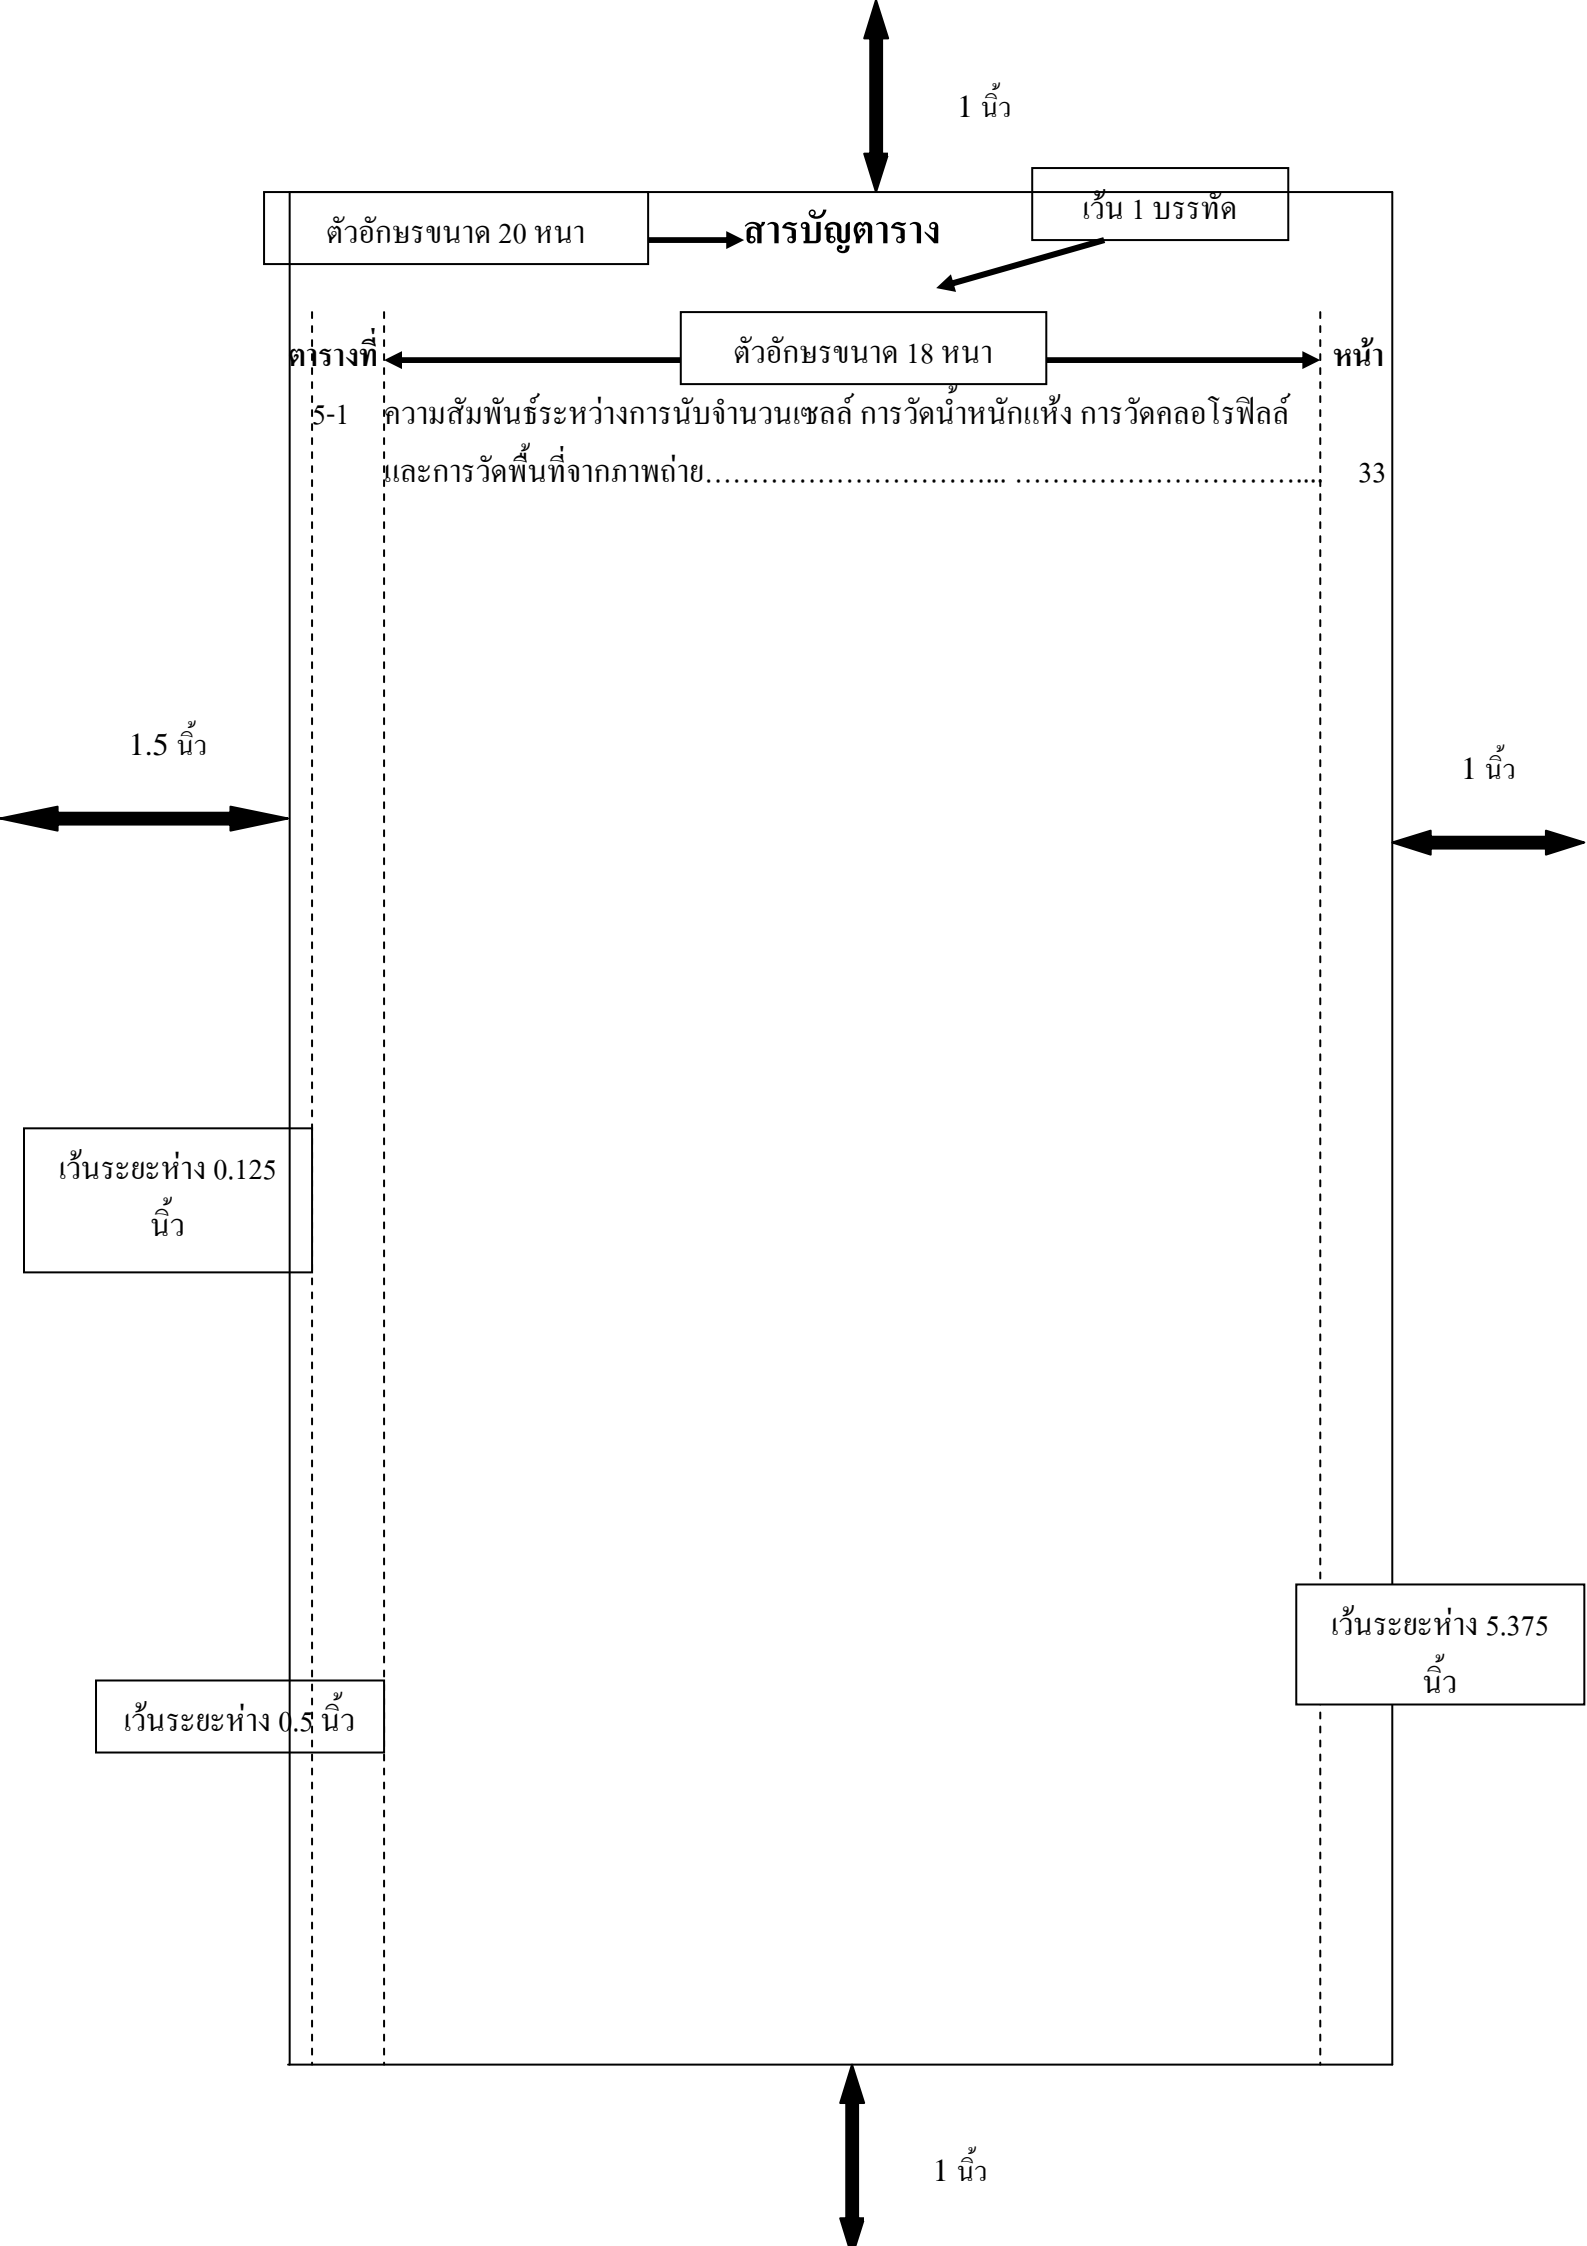 1 นิ้ว
เว้น 1 บรรทัด
ตัวอักษรขนาด 20 หนา
สารบัญตาราง
ตารางที่
ตัวอักษรขนาด 18 หนา
หน้า
5-1 ความสัมพันธ์ระหว่างการนับจำนวนเซลล์ การวัดน้ำหนักแห้ง การวัดคลอโรฟิลล์
และการวัดพื้นที่จากภาพถ่าย…………………………... ………………………….... 33
1.5 นิ้ว
1 นิ้ว
เว้นระยะห่าง 0.125
นิ้ว
เว้นระยะห่าง 5.375
นิ้ว
เว้นระยะห่าง 0.5 นิ้ว
1 นิ้ว